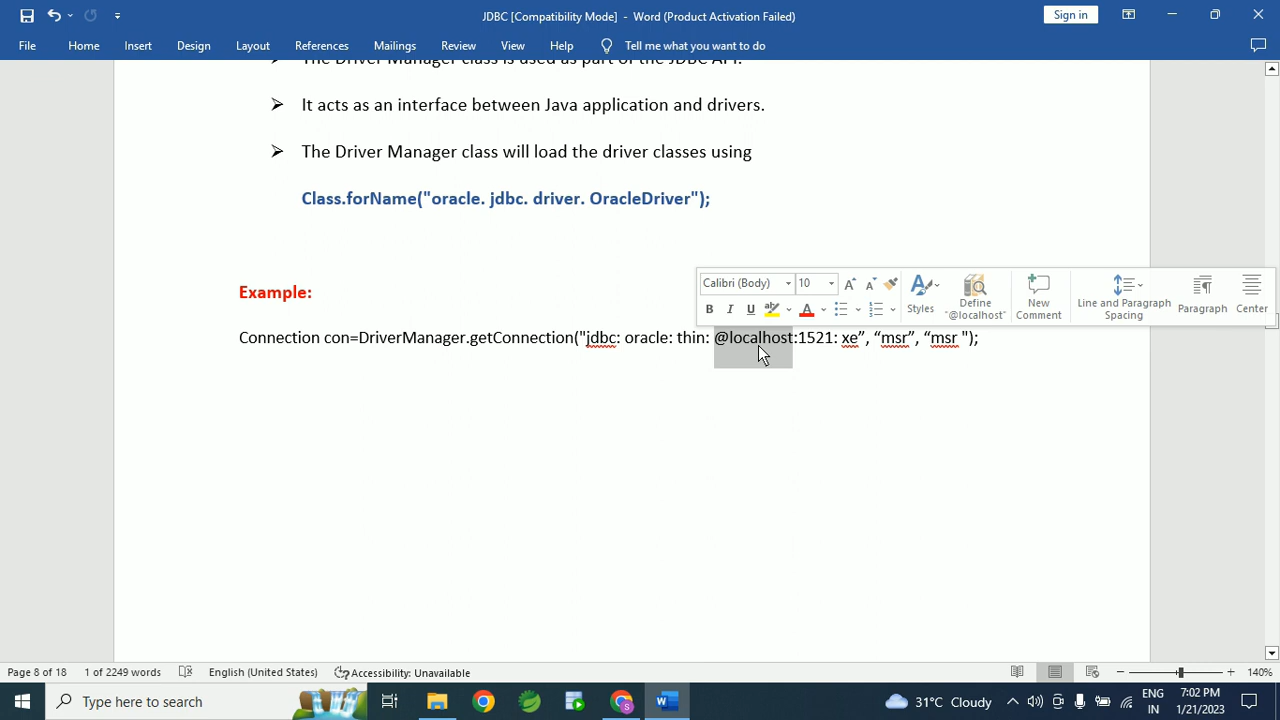 JDBC [Compatibility Mode] - Word (Product Activation Failed)
Sign in
File Home Insert Design Layout References Mailings Review View Help Tell me what you want to do
➢ The Driver Manager class is used as part of the JDBC API.
➢ It acts as an interface between Java application and drivers.
➢ The Driver Manager class will load the driver classes using
Class.forName("oracle. jdbc. driver. OracleDriver");
Calibri (Body) 10
B I U ab A
Styles
Define "@localhost"
New Comment
Line and Paragraph Spacing
Paragraph
Center
Example:
Connection con=DriverManager.getConnection("jdbc: oracle: thin: @localhost:1521: xe”, “msr”, “msr ");
Page 8 of 18 1 of 2249 words English (United States) Accessibility: Unavailable 140%
Type here to search
31°C Cloudy
ENG
IN
7:02 PM
1/21/2023